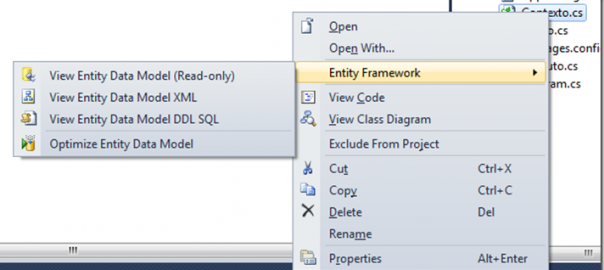 Contexto.cs
Open
o.cs
Open With...
ages.confi
Entity Framework
uto.cs
ram.cs
View Entity Data Model (Read-only)
View Entity Data Model XML
View Entity Data Model DDL SQL
Optimize Entity Data Model
View Code
View Class Diagram
Exclude From Project
Cut Ctrl+X
Copy Ctrl+C
Delete Del
Rename
Properties Alt+Enter